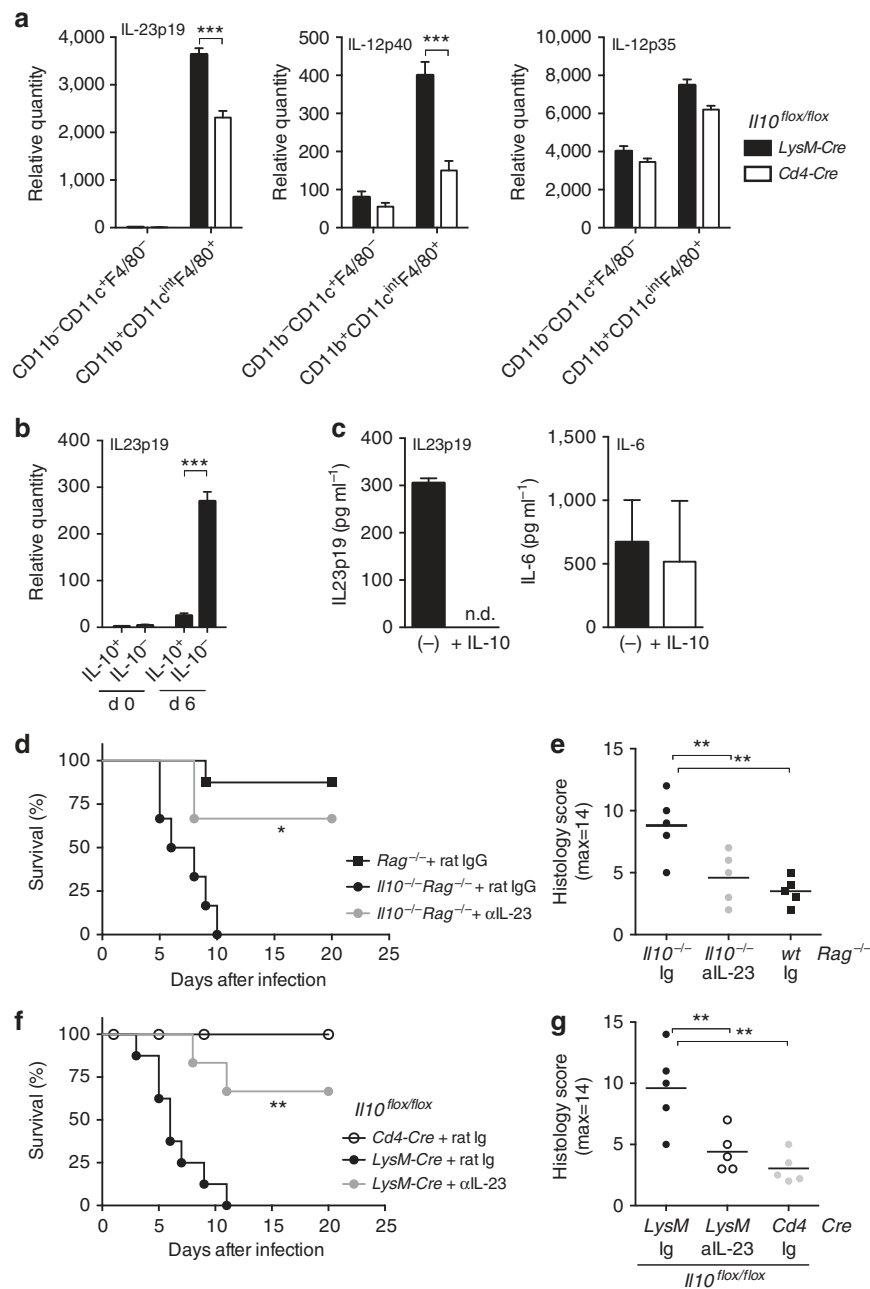 a
IL-23p19
***
Relative quantity
4,000
3,000
2,000
1,000
0
CD11b⁻CD11c⁺F4/80⁻
CD11b⁺CD11c^int F4/80⁺
IL-12p40
***
Relative quantity
500
400
300
200
100
0
CD11b⁻CD11c⁺F4/80⁻
CD11b⁺CD11c^int F4/80⁺
IL-12p35
Relative quantity
10,000
8,000
6,000
4,000
2,000
0
CD11b⁻CD11c⁺F4/80⁻
CD11b⁺CD11c^int F4/80⁺
Il10 flox/flox
LysM-Cre
Cd4-Cre
b
IL23p19
***
Relative quantity
400
300
200
100
0
IL-10⁺
IL-10⁻
IL-10⁺
IL-10⁻
d 0
d 6
c
IL23p19
IL23p19 (pg ml⁻¹)
400
300
200
100
0
n.d.
(–) + IL-10
IL-6
IL-6 (pg ml⁻¹)
1,500
1,000
500
0
(–) + IL-10
d
Survival (%)
100
75
50
25
0
0 5 10 15 20 25
Days after infection
*
Rag⁻/⁻+ rat IgG
Il10⁻/⁻Rag⁻/⁻ + rat IgG
Il10⁻/⁻Rag⁻/⁻ + αIL-23
e
Histology score
(max=14)
15
10
5
0
**
**
Il10⁻/⁻ Il10⁻/⁻ wt Rag⁻/⁻
Ig aIL-23 Ig
f
Survival (%)
100
75
50
25
0
0 5 10 15 20 25
Days after infection
**
Il10 flox/flox
Cd4-Cre + rat Ig
LysM-Cre + rat Ig
LysM-Cre + αIL-23
g
Histology score
(max=14)
15
10
5
0
**
**
LysM LysM Cd4 Cre
Ig aIL-23 Ig
Il10 flox/flox